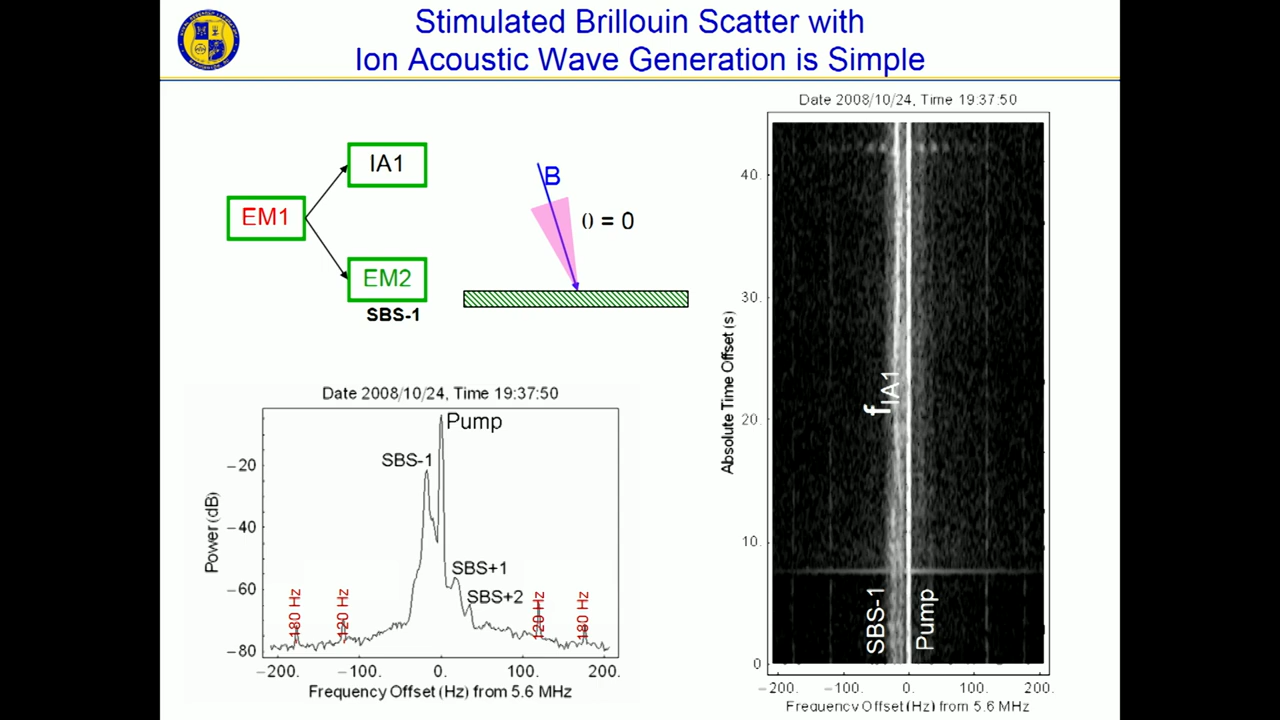 Stimulated Brillouin Scatter with
Ion Acoustic Wave Generation is Simple
IA1
EM1
EM2
SBS-1
B
() = 0
Date 2008/10/24, Time 19:37:50
Pump
SBS-1
SBS+1
SBS+2
180 Hz
120 Hz
120 Hz
180 Hz
Power (dB)
-20
-40
-60
-80
-200. -100. 0. 100. 200.
Frequency Offset (Hz) from 5.6 MHz
Date 2008/10/24, Time 19:37:50
Absolute Time Offset (s)
40.
30.
20.
10.
0
fIA1
SBS-1
Pump
-200. -100. 0. 100. 200.
Frequency Offset (Hz) from 5.6 MHz